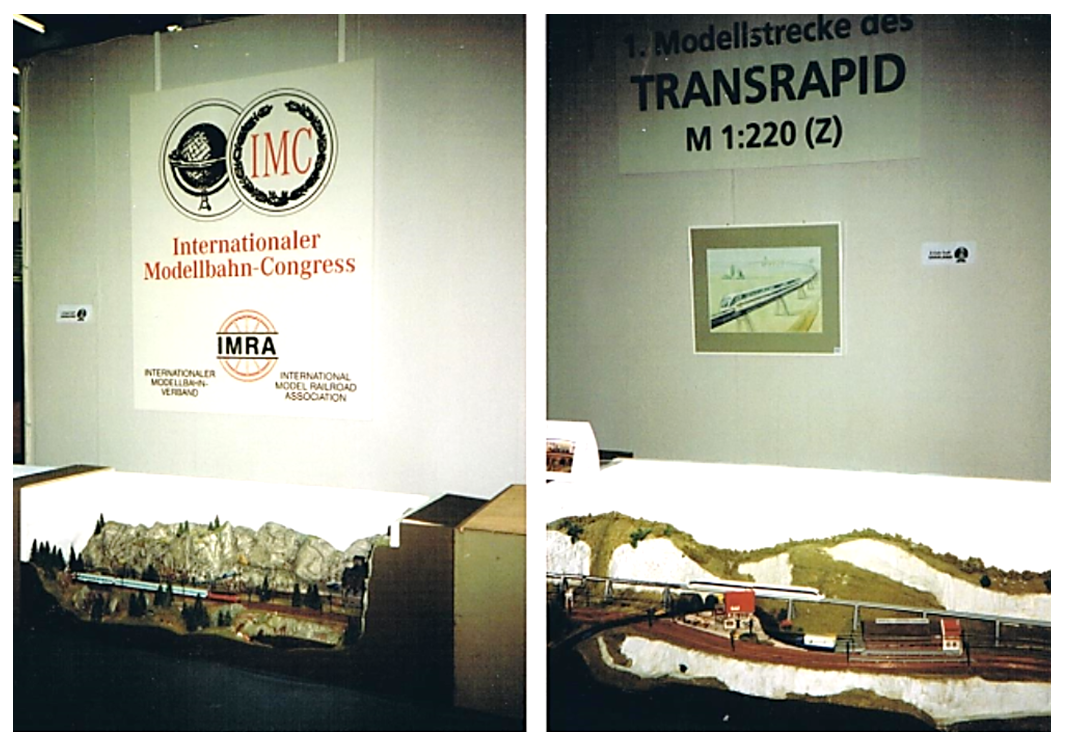 IMC
Internationaler
Modellbahn-Congress
IMRA
INTERNATIONALER
MODELLBAHN-
VERBAND
INTERNATIONAL
MODEL RAILROAD
ASSOCIATION
1. Modellstrecke des
TRANSRAPID
M 1:220 (Z)